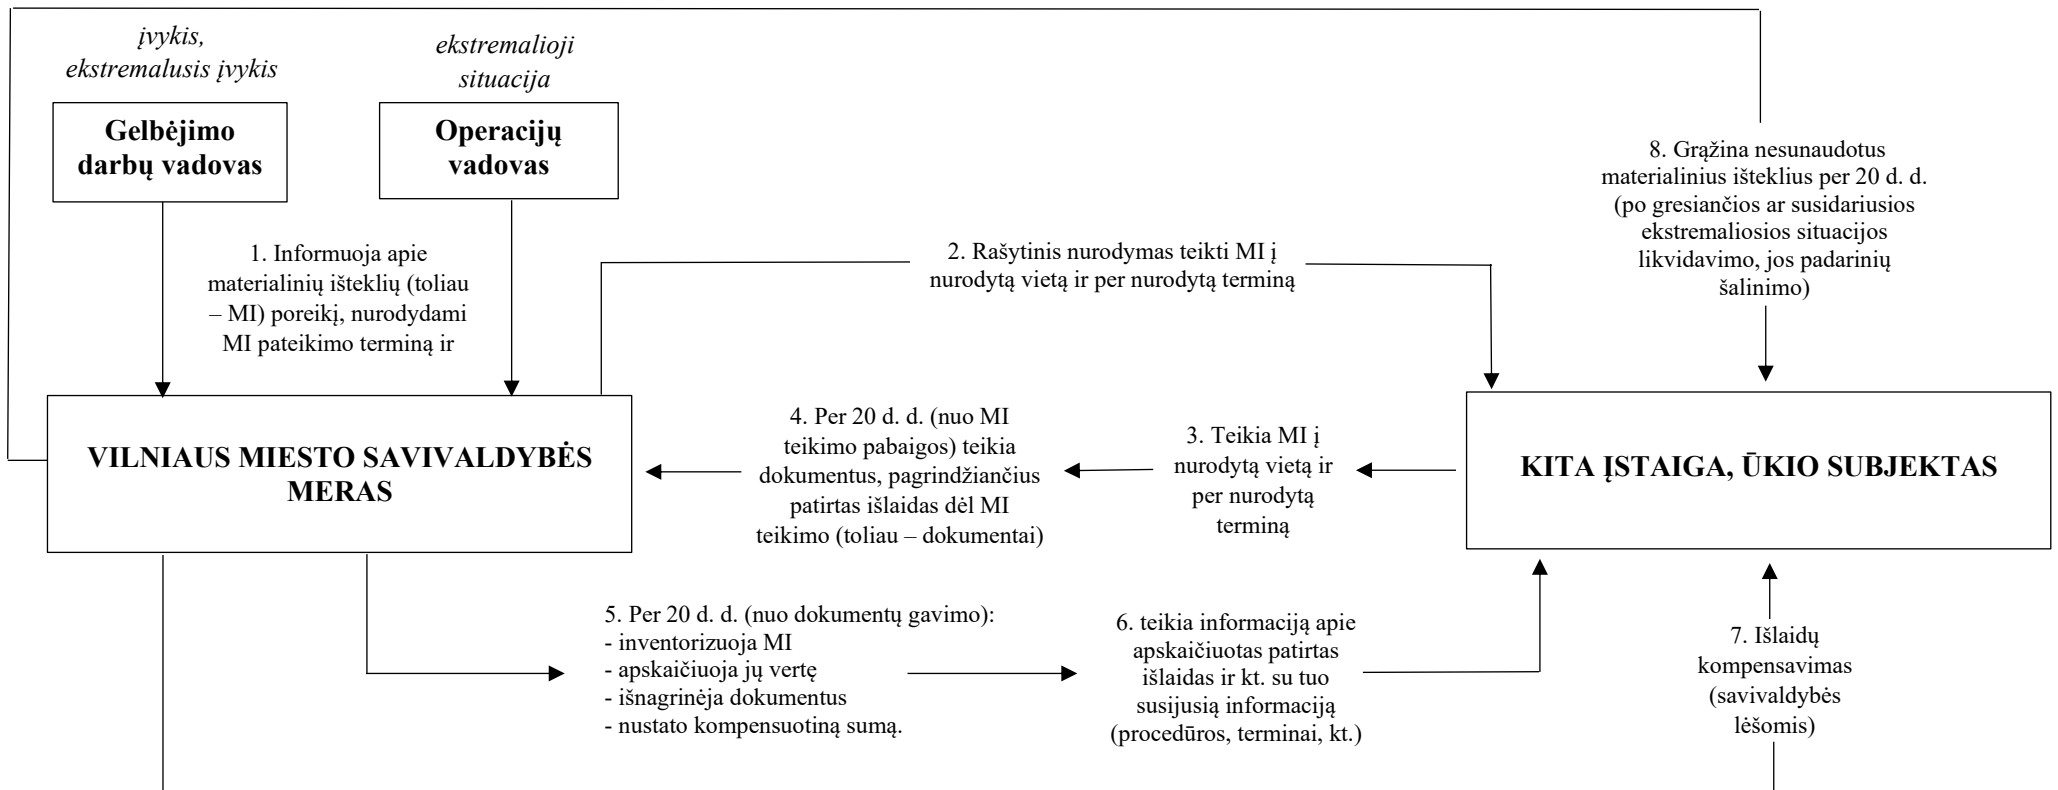 įvykis,
ekstremalusis įvykis
ekstremalioji
situacija
Gelbėjimo
darbų vadovas
Operacijų
vadovas
1. Informuoja apie
materialinių išteklių (toliau
– MI) poreikį, nurodydami
MI pateikimo terminą ir
2. Rašytinis nurodymas teikti MI į
nurodytą vietą ir per nurodytą terminą
8. Grąžina nesunaudotus
materialinius išteklius per 20 d. d.
(po gresiančios ar susidariusios
ekstremaliosios situacijos
likvidavimo, jos padarinių
šalinimo)
VILNIAUS MIESTO SAVIVALDYBĖS
MERAS
4. Per 20 d. d. (nuo MI
teikimo pabaigos) teikia
dokumentus, pagrindžiančius
patirtas išlaidas dėl MI
teikimo (toliau – dokumentai)
3. Teikia MI į
nurodytą vietą ir
per nurodytą
terminą
KITA ĮSTAIGA, ŪKIO SUBJEKTAS
5. Per 20 d. d. (nuo dokumentų gavimo):
- inventorizuoja MI
- apskaičiuoja jų vertę
- išnagrinėja dokumentus
- nustato kompensuotiną sumą.
6. teikia informaciją apie
apskaičiuotas patirtas
išlaidas ir kt. su tuo
susijusią informaciją
(procedūros, terminai, kt.)
7. Išlaidų
kompensavimas
(savivaldybės
lėšomis)